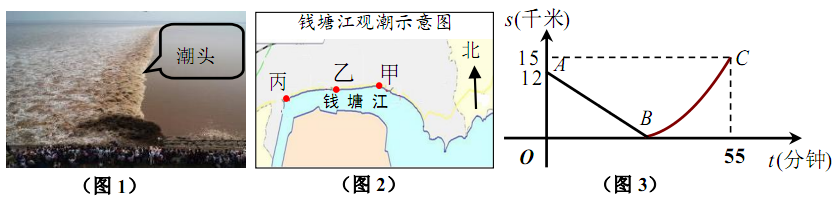 潮头
(图 1)
钱塘江观潮示意图
北
丙
乙
甲
钱 塘 江
(图 2)
s(千米)
15
12
A
C
B
O
55
t(分钟)
(图 3)